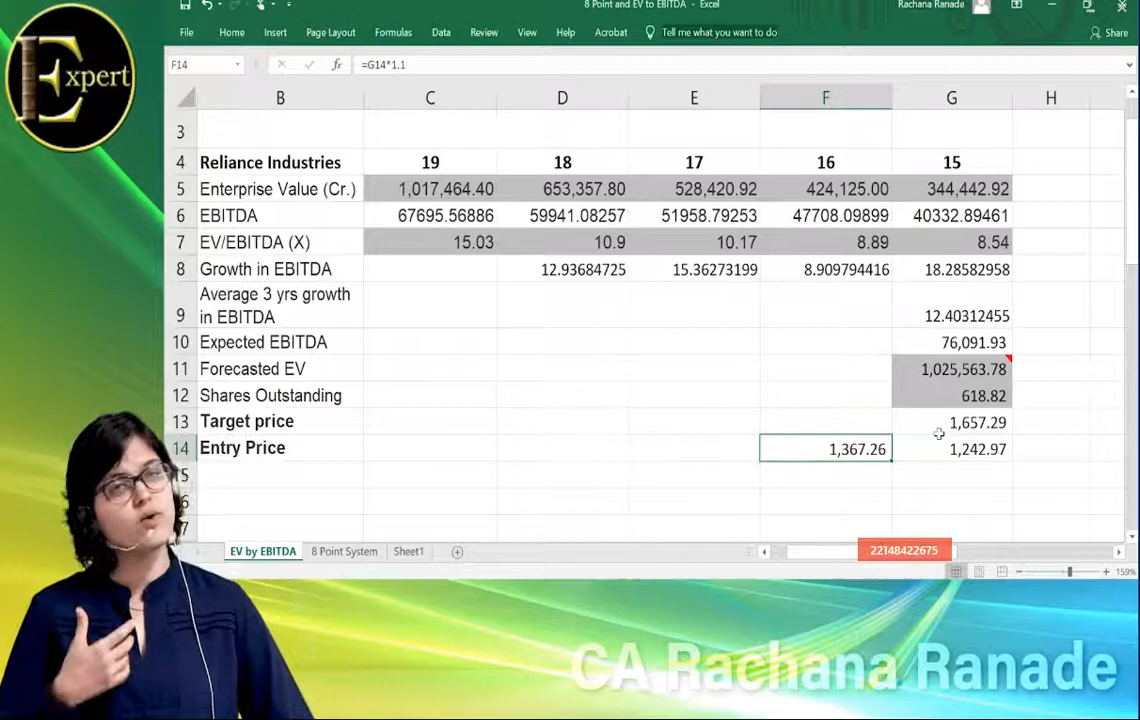 Expert
8 Point and EV to EBITDA - Excel
Rachana Ranade
File Home Insert Page Layout Formulas Data Review View Help Acrobat Tell me what you want to do Share
F14 fx =G14*1.1
B C D E F G H
3
4 Reliance Industries 19 18 17 16 15
5 Enterprise Value (Cr.) 1,017,464.40 653,357.80 528,420.92 424,125.00 344,442.92
6 EBITDA 67695.56886 59941.08257 51958.79253 47708.09899 40332.89461
7 EV/EBITDA (X) 15.03 10.9 10.17 8.89 8.54
8 Growth in EBITDA 12.93684725 15.36273199 8.909794416 18.28582958
Average 3 yrs growth
9 in EBITDA 12.40312455
10 Expected EBITDA 76,091.93
11 Forecasted EV 1,025,563.78
12 Shares Outstanding 618.82
13 Target price 1,657.29
14 Entry Price 1,367.26 1,242.97
EV by EBITDA 8 Point System Sheet1
22148422675
159%
CA Rachana Ranade